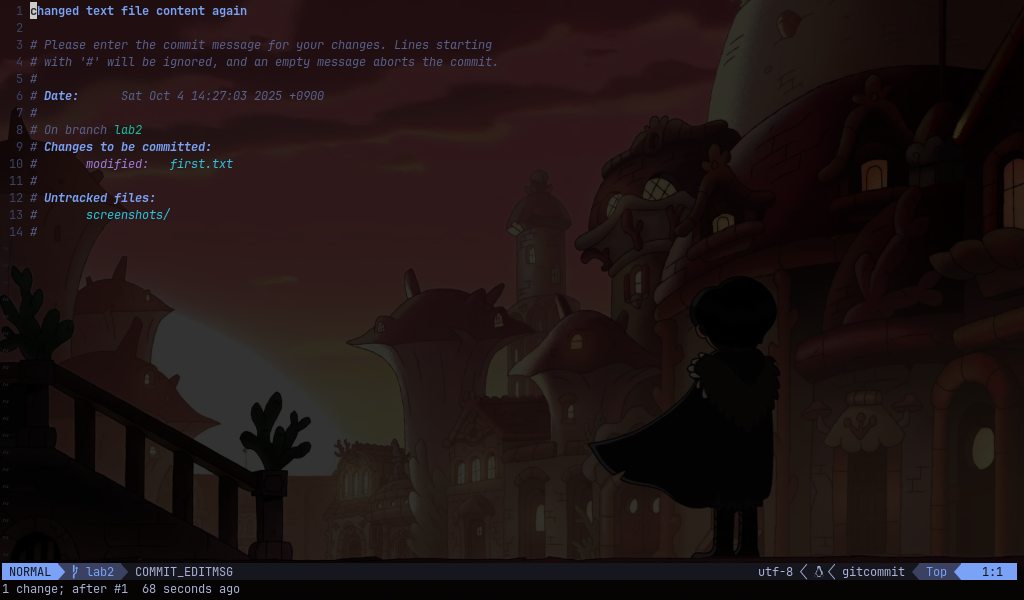 1 changed text file content again
2
3 # Please enter the commit message for your changes. Lines starting
4 # with '#' will be ignored, and an empty message aborts the commit.
5 #
6 # Date:      Sat Oct 4 14:27:03 2025 +0900
7 #
8 # On branch lab2
9 # Changes to be committed:
10 #       modified:   first.txt
11 #
12 # Untracked files:
13 #       screenshots/
14 #
NORMAL lab2 COMMIT_EDITMSG utf-8 gitcommit Top 1:1
1 change; after #1  68 seconds ago